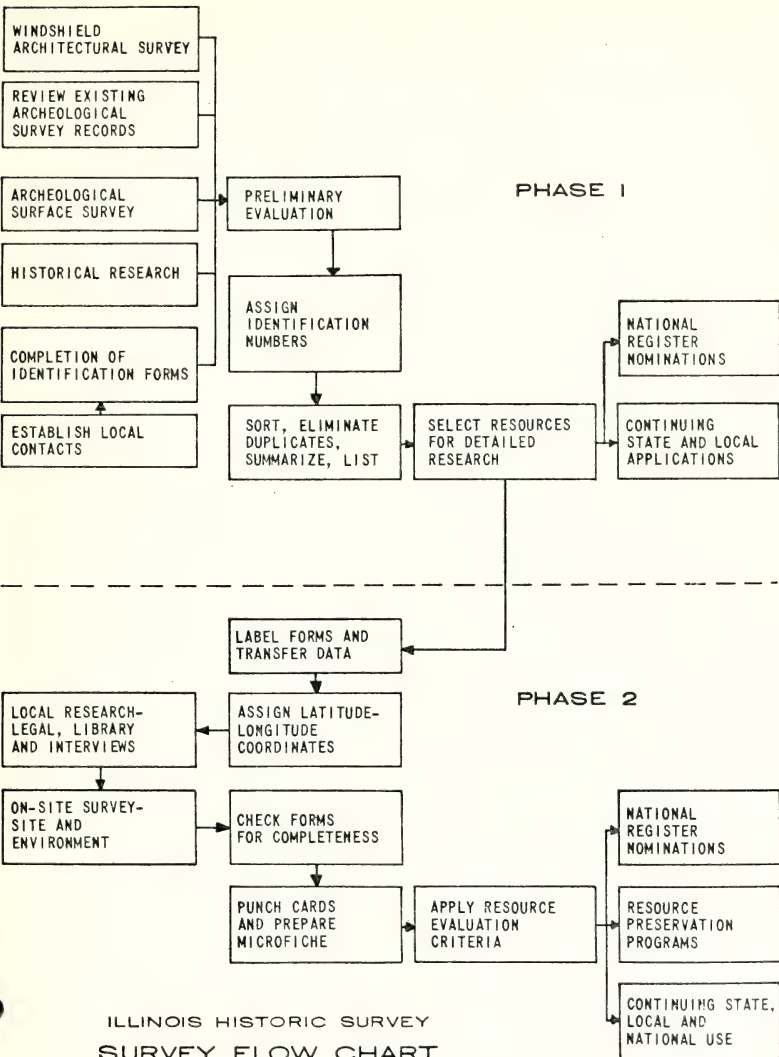 WINDSHIELD
ARCHITECTURAL SURVEY
REVIEW EXISTING
ARCHEOLOGICAL
SURVEY RECORDS
ARCHEOLOGICAL
SURFACE SURVEY
HISTORICAL RESEARCH
COMPLETION OF
IDENTIFICATION FORMS
ESTABLISH LOCAL
CONTACTS
PRELIMINARY
EVALUATION
ASSIGN
IDENTIFICATION
NUMBERS
SORT, ELIMINATE
DUPLICATES,
SUMMARIZE, LIST
SELECT RESOURCES
FOR DETAILED
RESEARCH
PHASE 1
NATIONAL
REGISTER
NOMINATIONS
CONTINUING
STATE AND LOCAL
APPLICATIONS
LABEL FORMS AND
TRANSFER DATA
PHASE 2
ASSIGN LATITUDE-
LONGITUDE
COORDINATES
LOCAL RESEARCH-
LEGAL, LIBRARY
AND INTERVIEWS
ON-SITE SURVEY-
SITE AND
ENVIRONMENT
CHECK FORMS
FOR COMPLETENESS
PUNCH CARDS
AND PREPARE
MICROFICHE
APPLY RESOURCE
EVALUATION
CRITERIA
NATIONAL
REGISTER
NOMINATIONS
RESOURCE
PRESERVATION
PROGRAMS
CONTINUING STATE,
LOCAL AND
NATIONAL USE
ILLINOIS HISTORIC SURVEY
SURVEY FLOW CHART